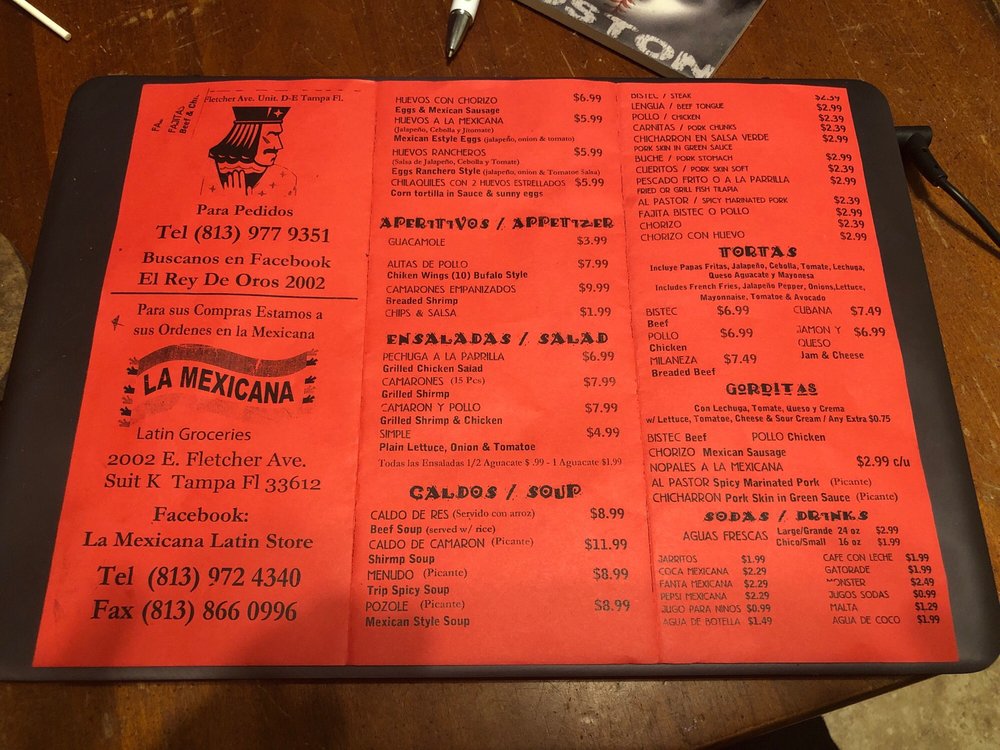 OSTON
FAJITAS
Beef & Chi
Fletcher Ave. Unit. D-E Tampa Fl.
Para Pedidos
Tel (813) 977 9351
Buscanos en Facebook
El Rey De Oros 2002
Para sus Compras Estamos a
sus Ordenes en la Mexicana
LA MEXICANA
Latin Groceries
2002 E. Fletcher Ave.
Suit K Tampa Fl 33612
Facebook:
La Mexicana Latin Store
Tel (813) 972 4340
Fax (813) 866 0996
HUEVOS CON CHORIZO $6.99
Eggs & Mexican Sausage
HUEVOS A LA MEXICANA $5.99
(Jalapeño, Cebolla y Jitomate)
Mexican Estyle Eggs (jalapeño, onion & tomato)
HUEVOS RANCHEROS $5.99
(Salsa de Jalapeño, Cebolla y Tomate)
Eggs Ranchero Style (jalapeño, onion & Tomatoe Salsa)
CHILAQUILES CON 2 HUEVOS ESTRELLADOS $5.99
Corn tortilla in Sauce & sunny eggs
APERITIVOS / APPETIZER
GUACAMOLE $3.99
ALITAS DE POLLO $7.99
Chiken Wings (10) Bufalo Style
CAMARONES EMPANIZADOS $9.99
Breaded Shrimp
CHIPS & SALSA $1.99
ENSALADAS / SALAD
PECHUGA A LA PARRILLA $6.99
Grilled Chicken Salad
CAMARONES (15 Pcs) $7.99
Grilled Shirmp
CAMARON Y POLLO $7.99
Grilled Shrimp & Chicken
SIMPLE $4.99
Plain Lettuce, Onion & Tomatoe
Todas las Ensaladas 1/2 Aguacate $ .99 - 1 Aguacate $1.99
CALDOS / SOUP
CALDO DE RES (Servido con arroz) $8.99
Beef Soup (served w/ rice)
CALDO DE CAMARON (Picante) $11.99
Shirmp Soup
MENUDO (Picante) $8.99
Trip Spicy Soup
POZOLE (Picante) $8.99
Mexican Style Soup
BISTEC / STEAK $2.39
LENGUA / BEEF TONGUE $2.99
POLLO / CHICKEN $2.39
CARNITAS / PORK CHUNKS $2.39
CHICHARRON EN SALSA VERDE $2.99
PORK SKIN IN GREEN SAUCE
BUCHE / PORK STOMACH $2.99
CUERITOS / PORK SKIN SOFT $2.39
PESCADO FRITO O A LA PARRILLA $2.99
FRIED OR GRILL FISH TILAPIA
AL PASTOR / SPICY MARINATED PORK $2.39
FAJITA BISTEC O POLLO $2.99
CHORIZO $2.39
CHORIZO CON HUEVO $2.99
TORTAS
Incluye Papas Fritas, Jalapeño, Cebolla, Tomate, Lechuga,
Queso Aguacate y Mayonesa
Includes French Fries, Jalapeño Pepper, Onions,Lettuce,
Mayonnaise, Tomate & Avocado
BISTEC $6.99 CUBANA $7.49
Beef
POLLO $6.99 JAMON Y $6.99
Chicken QUESO
MILANEZA $7.49 Jam & Cheese
Breaded Beef
GORDITAS
Con Lechuga, Tomate, Queso y Crema
w/ Lettuce, Tomatoe, Cheese & Sour Cream / Any Extra $0.75
BISTEC Beef POLLO Chicken
CHORIZO Mexican Sausage
NOPALES A LA MEXICANA $2.99 c/u
AL PASTOR Spicy Marinated Pork (Picante)
CHICHARRON Pork Skin in Green Sauce (Picante)
SODAS / DRINKS
AGUAS FRESCAS Large/Grande 24 oz $2.99
Chico/Small 16 oz $1.99
JARRITOS $1.99 CAFE CON LECHE $1.99
COCA MEXICANA $2.29 GATORADE $1.99
FANTA MEXICANA $2.29 MONSTER $2.49
PEPSI MEXICANA $2.29 JUGOS SODAS $0.99
JUGO PARA NINOS $0.99 MALTA $1.29
AGUA DE BOTELLA $1.49 AGUA DE COCO $1.99